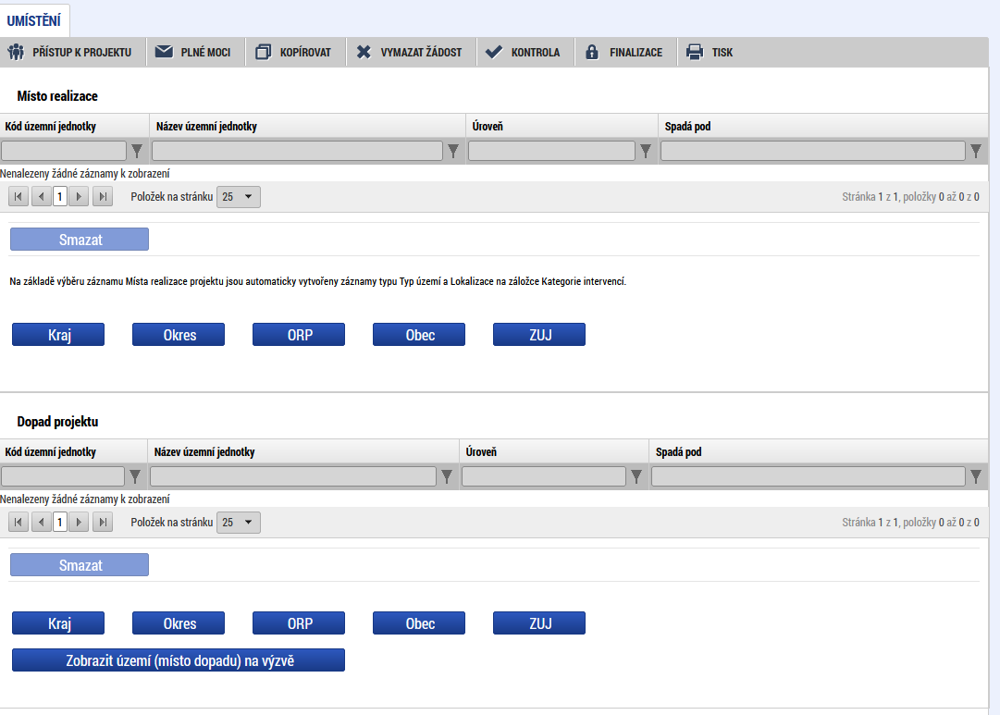 UMÍSTĚNÍ
PŘÍSTUP K PROJEKTU PLNÉ MOCI KOPÍROVAT VYMAZAT ŽÁDOST KONTROLA FINALIZACE TISK
Místo realizace
Kód územní jednotky Název územní jednotky Úroveň Spadá pod
Nenalezeny žádné záznamy k zobrazení
1 Položek na stránku 25 Stránka 1 z 1, položky 0 až 0 z 0
Smazat
Na základě výběru záznamu Místa realizace projektu jsou automaticky vytvořeny záznamy typu Typ území a Lokalizace na záložce Kategorie intervencí.
Kraj Okres ORP Obec ZUJ
Dopad projektu
Kód územní jednotky Název územní jednotky Úroveň Spadá pod
Nenalezeny žádné záznamy k zobrazení
1 Položek na stránku 25 Stránka 1 z 1, položky 0 až 0 z 0
Smazat
Kraj Okres ORP Obec ZUJ
Zobrazit území (místo dopadu) na výzvě